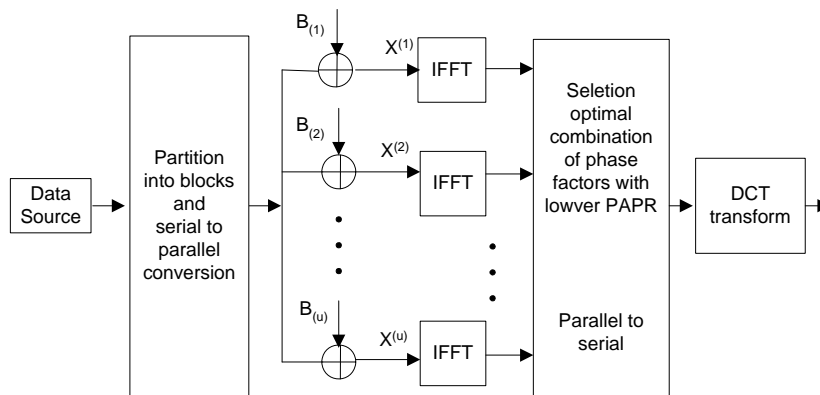 Data
Source
Partition
into blocks
and
serial to
parallel
conversion
B(1)
X(1)
IFFT
B(2)
X(2)
IFFT
B(u)
X(u)
IFFT
Seletion
optimal
combination
of phase
factors with
lowver PAPR
Parallel to
serial
DCT
transform